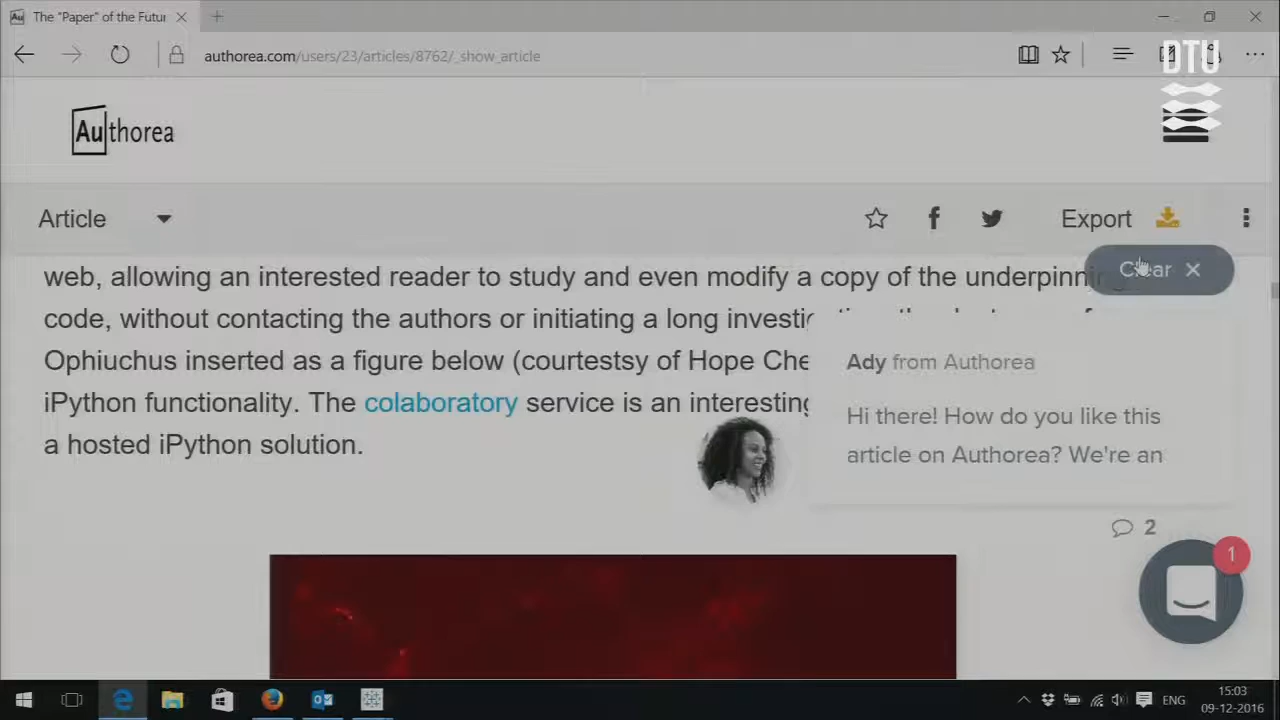 The "Paper" of the Futur
authorea.com/users/23/articles/8762/_show_article
DTU
Authorea
Article
Export
Clear
web, allowing an interested reader to study and even modify a copy of the underpinning
code, without contacting the authors or initiating a long
Ophiuchus inserted as a figure below (courtestsy of Hope Che
iPython functionality. The colaboratory service is an interesting
a hosted iPython solution.
Ady from Authorea
Hi there! How do you like this
article on Authorea? We're an
2
1
ENG
15:03
09-12-2016